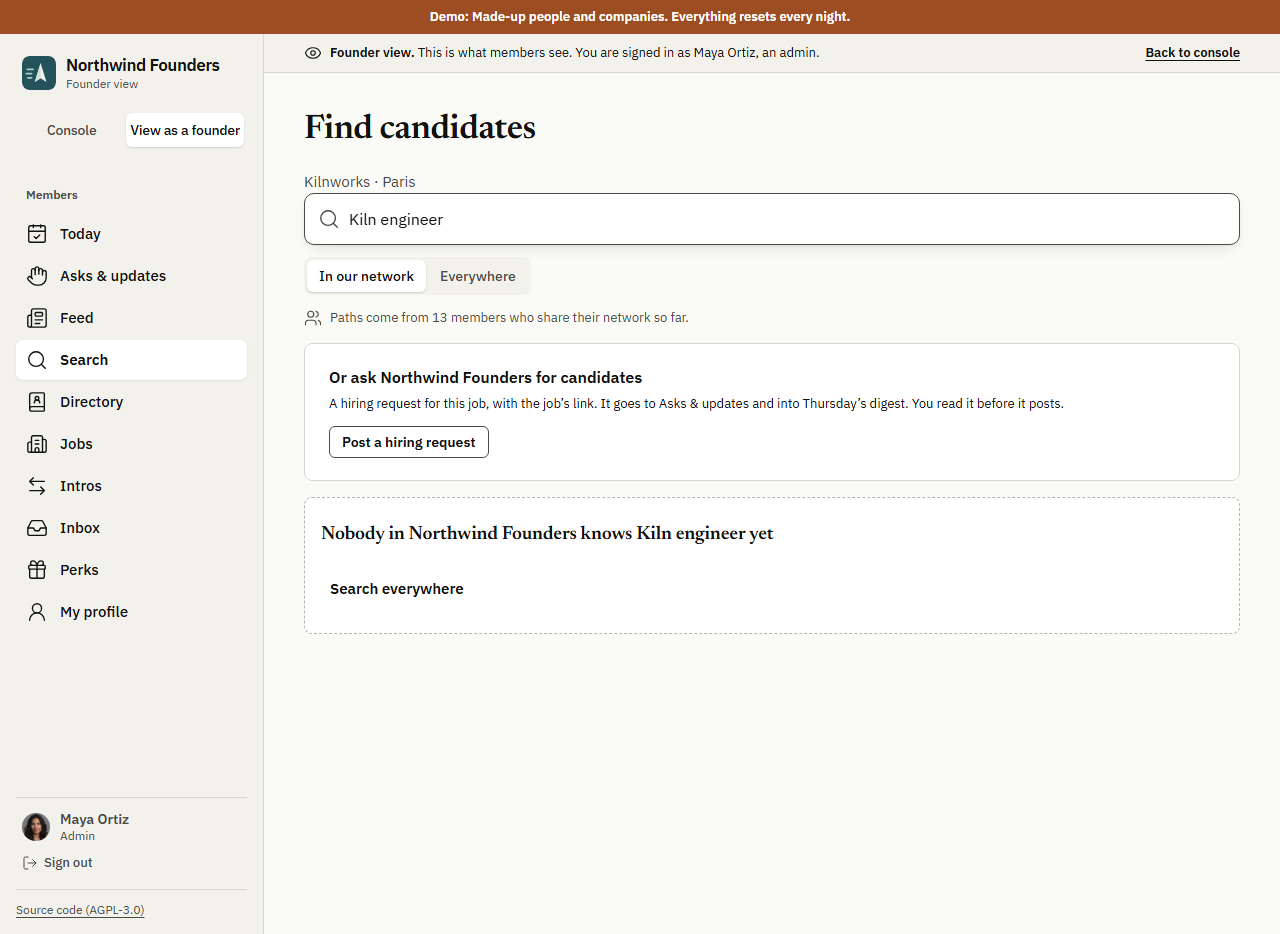 Demo: Made-up people and companies. Everything resets every night.
Northwind Founders
Founder view
Console
View as a founder
Members
Today
Asks & updates
Feed
Search
Directory
Jobs
Intros
Inbox
Perks
My profile
Maya Ortiz
Admin
Sign out
Source code (AGPL-3.0)
Founder view. This is what members see. You are signed in as Maya Ortiz, an admin.
Back to console
Find candidates
Kilnworks · Paris
Kiln engineer
In our network
Everywhere
Paths come from 13 members who share their network so far.
Or ask Northwind Founders for candidates
A hiring request for this job, with the job’s link. It goes to Asks & updates and into Thursday’s digest. You read it before it posts.
Post a hiring request
Nobody in Northwind Founders knows Kiln engineer yet
Search everywhere